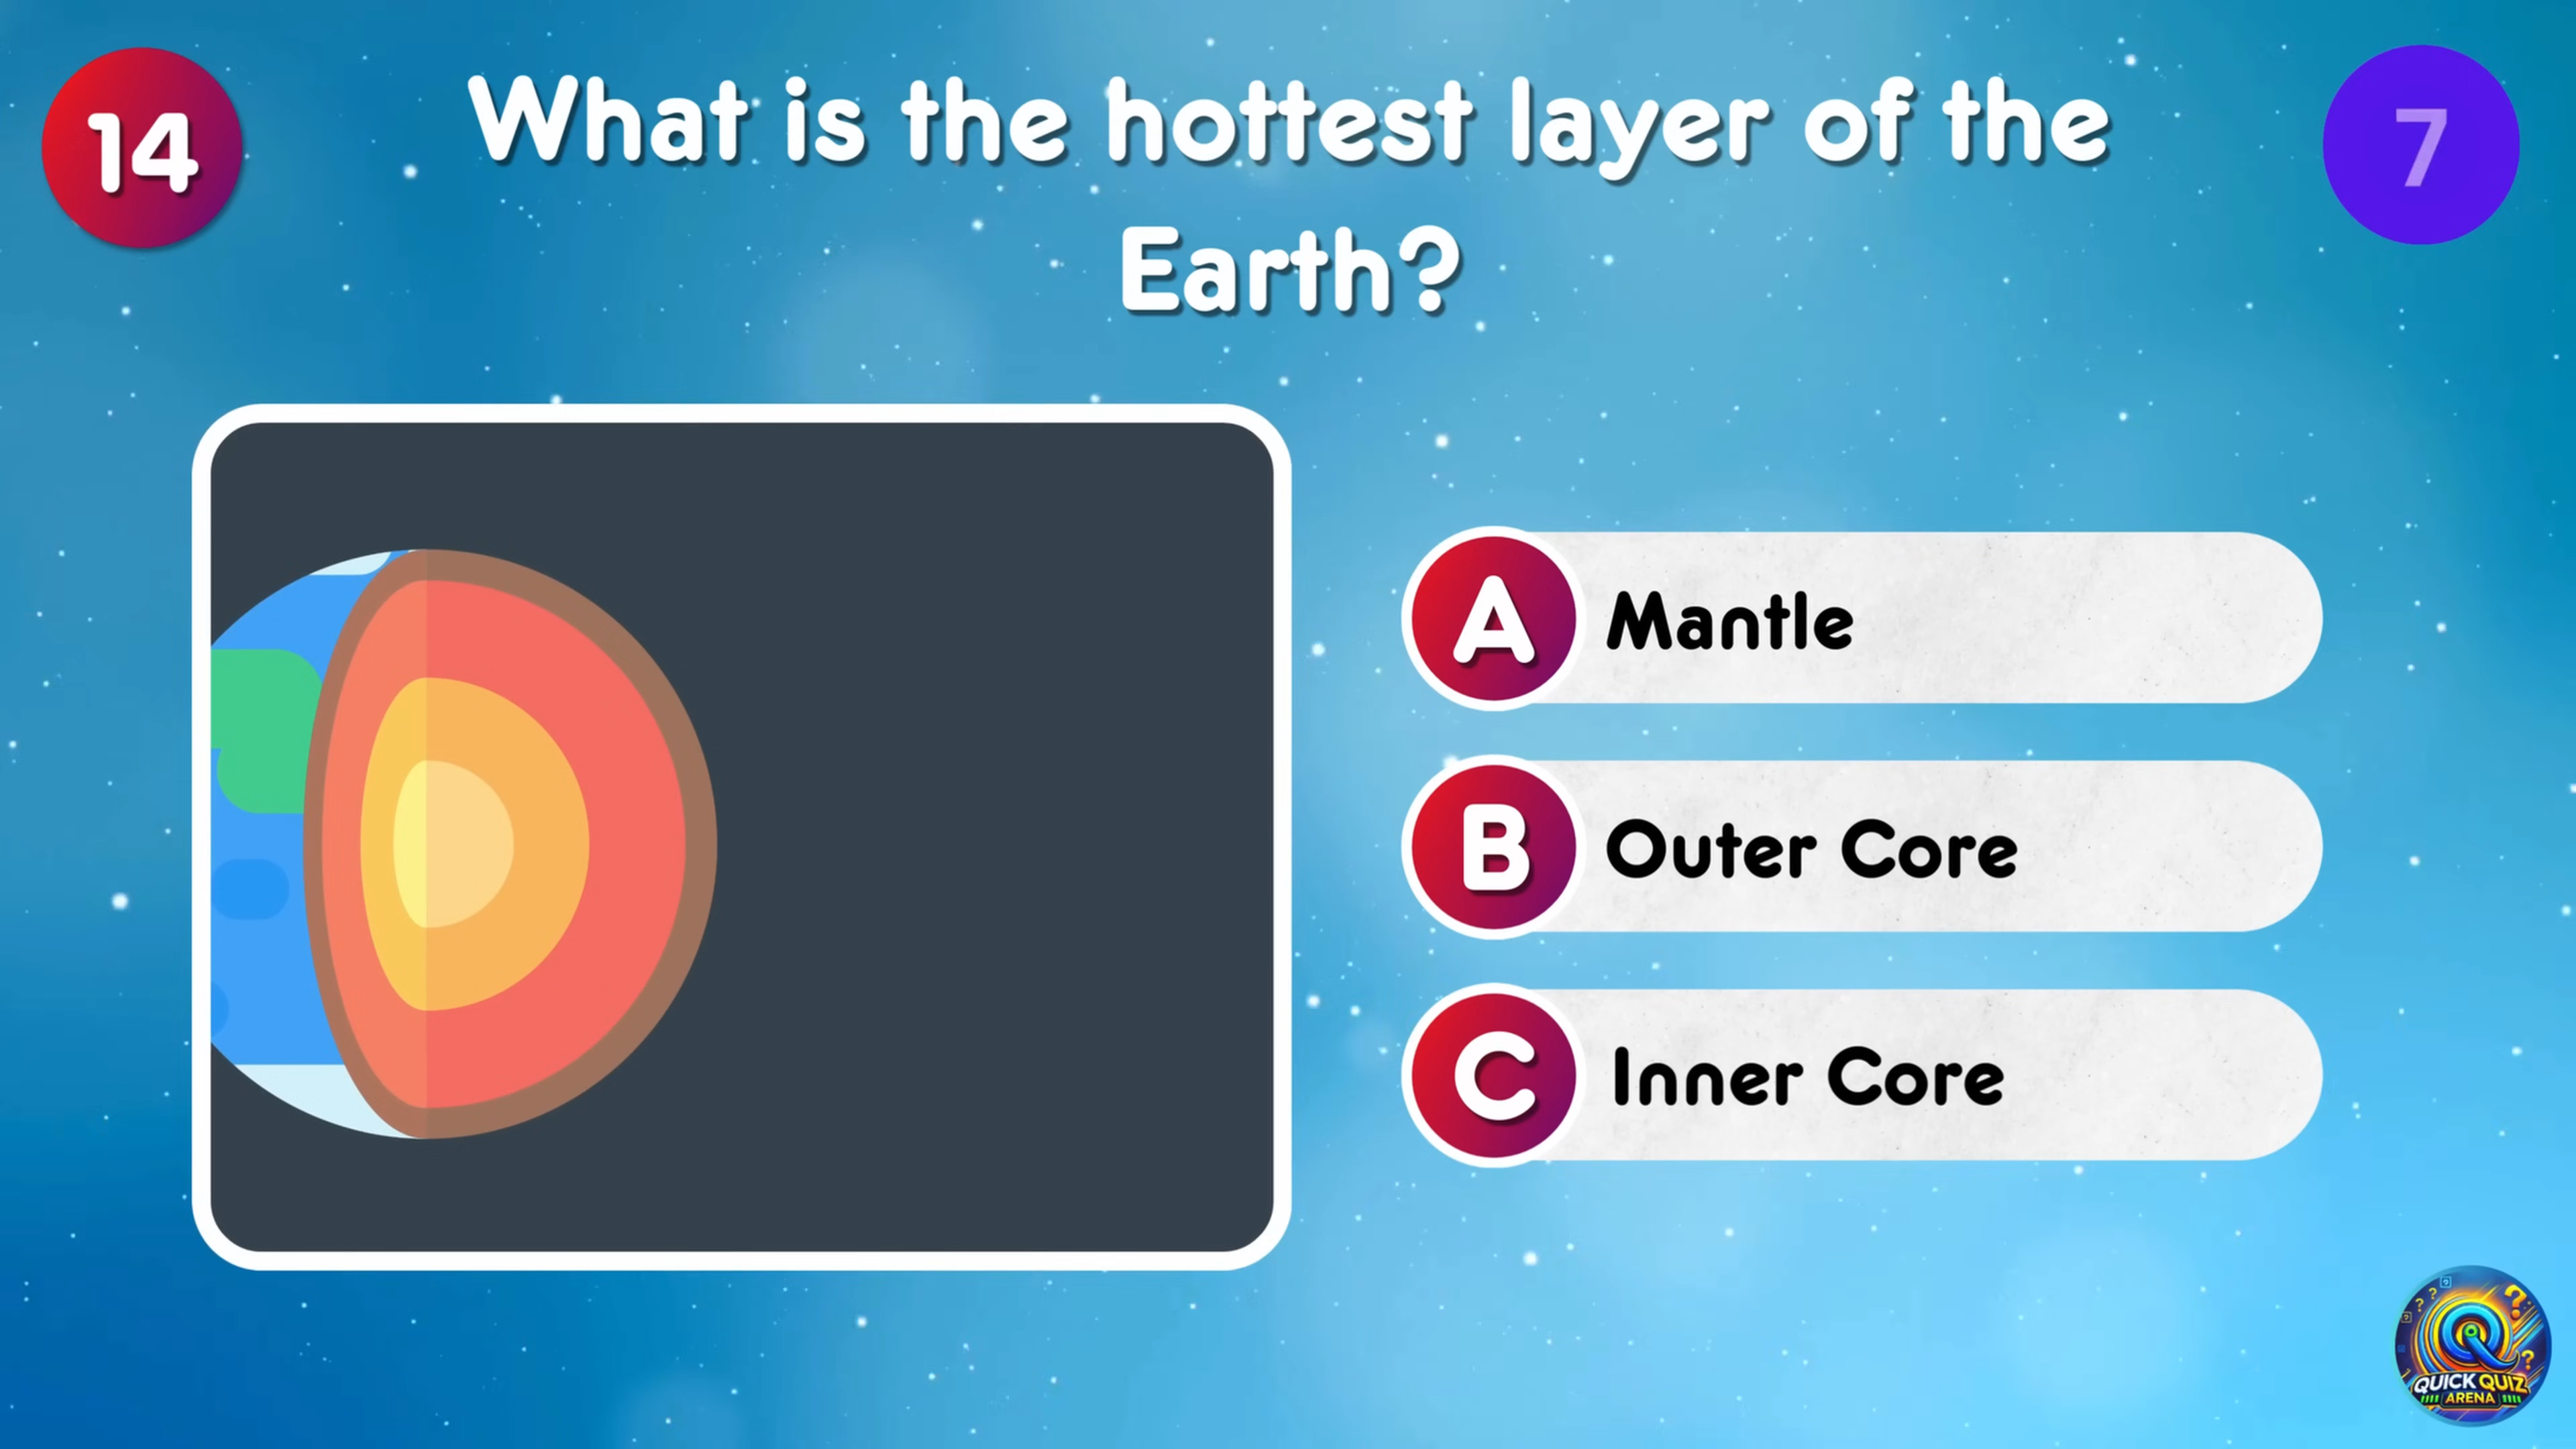 14
What is the hottest layer of the
Earth?
7
A Mantle
B Outer Core
C Inner Core
QUICK QUIZ
ARENA